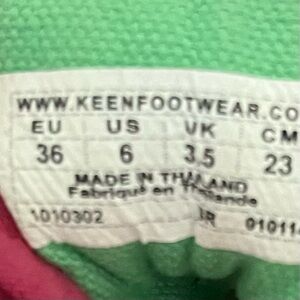 WWW.KEENFOOTWEAR.CO
EU US UK CM
36 6 3.5 23
MADE IN THAILAND
Fabriqué en Thaïlande
1010302 010114